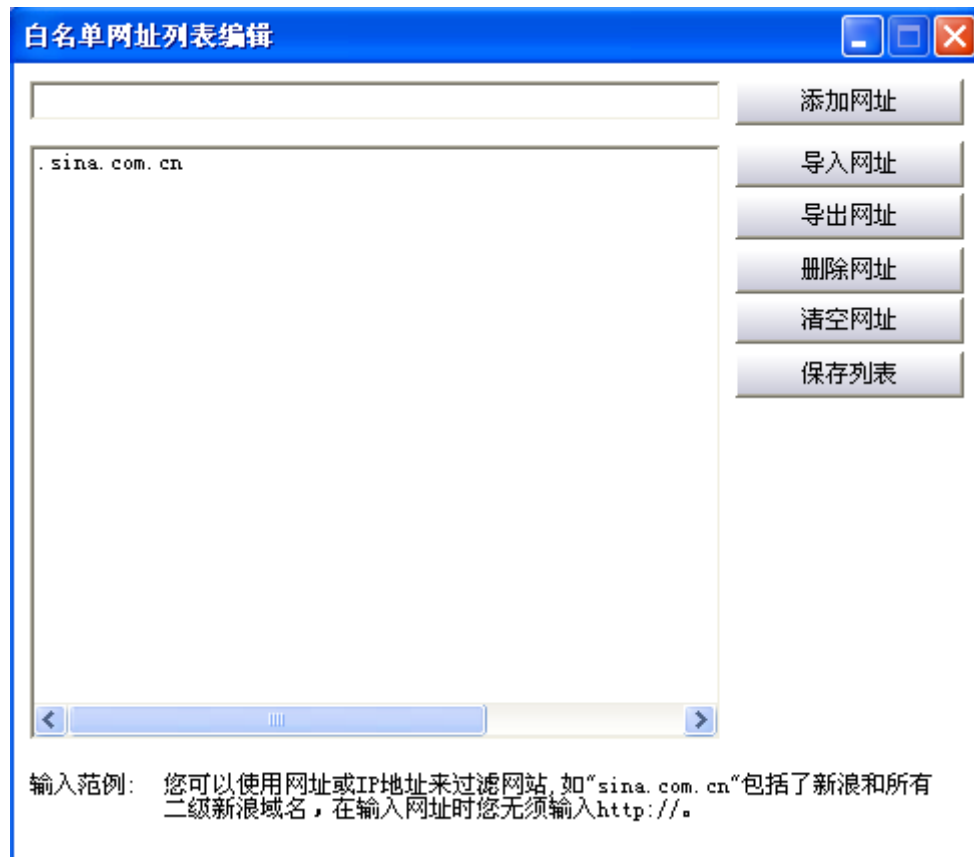 白名单网址列表编辑
添加网址
.sina.com.cn
导入网址
导出网址
删除网址
清空网址
保存列表
输入范例: 您可以使用网址或IP地址来过滤网站,如"sina.com.cn"包括了新浪和所有
二级新浪域名，在输入网址时您无须输入http://。